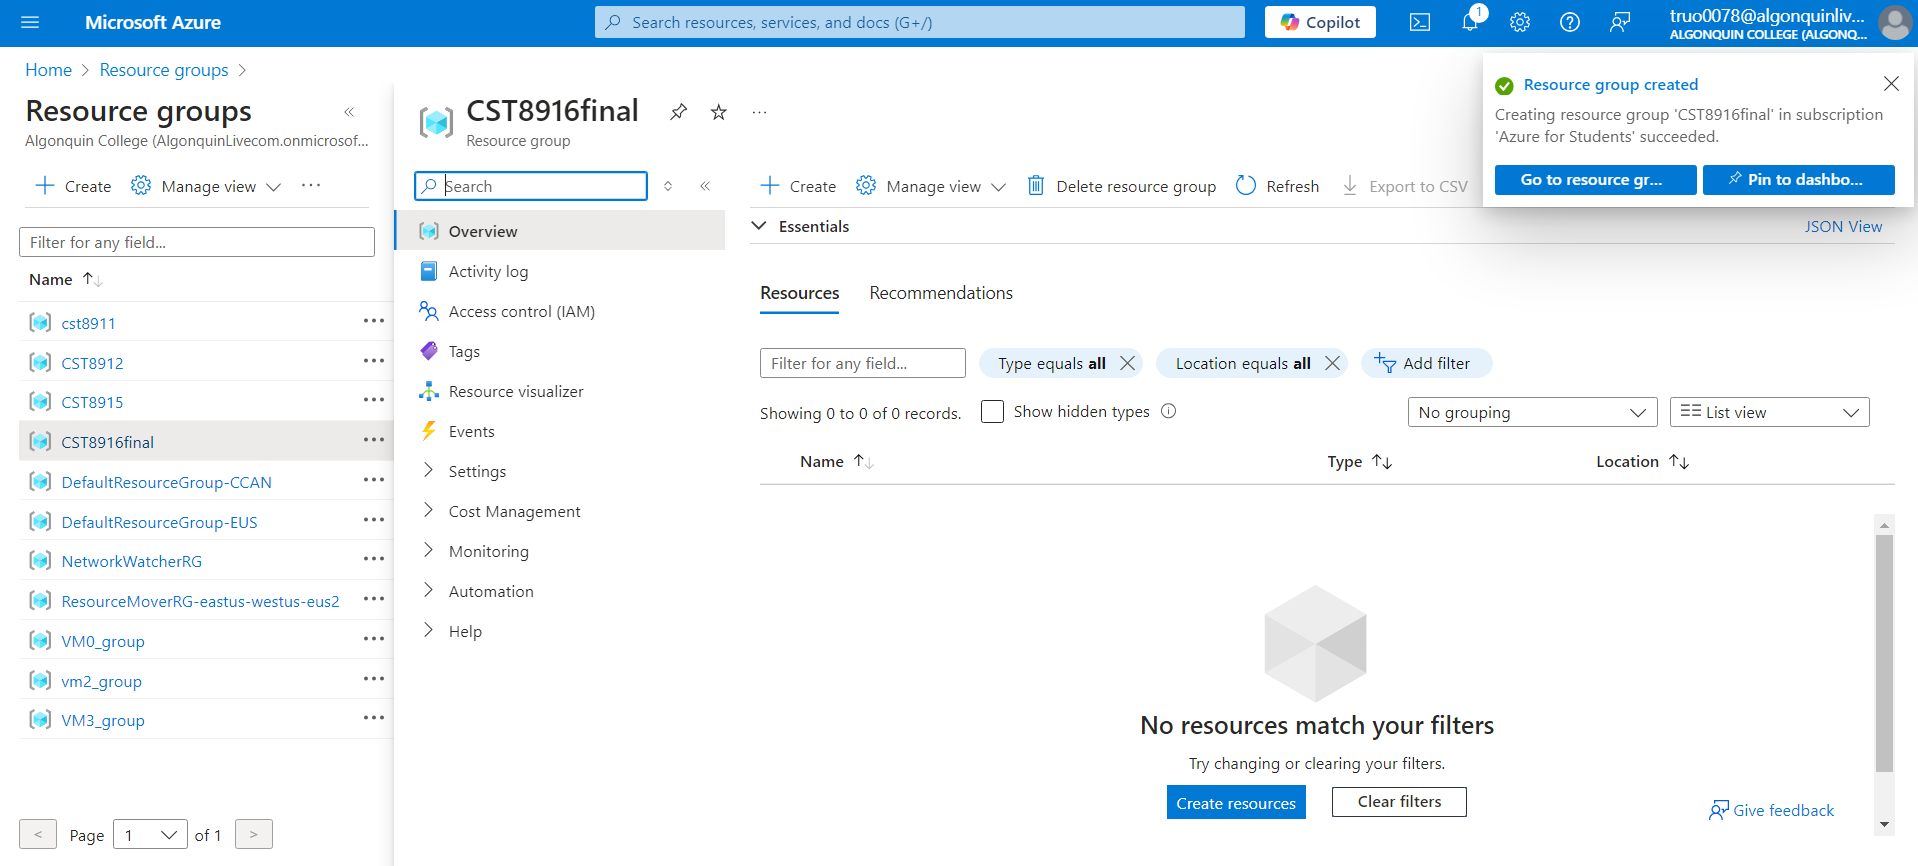 Microsoft Azure
Search resources, services, and docs (G+/)
Copilot
1
truo0078@algonquinliv...
ALGONQUIN COLLEGE (ALGONQ...
Home
Resource groups
Resource groups
Algonquin College (AlgonquinLivecom.onmicrosof...
Create
Manage view
Filter for any field...
Name
cst8911
CST8912
CST8915
CST8916final
DefaultResourceGroup-CCAN
DefaultResourceGroup-EUS
NetworkWatcherRG
ResourceMoverRG-eastus-westus-eus2
VM0_group
vm2_group
VM3_group
< Page 1 of 1 >
CST8916final
Resource group
Search
Overview
Activity log
Access control (IAM)
Tags
Resource visualizer
Events
Settings
Cost Management
Monitoring
Automation
Help
Create
Manage view
Delete resource group
Refresh
Export to CSV
Essentials
JSON View
Resources
Recommendations
Filter for any field...
Type equals all
Location equals all
Add filter
Showing 0 to 0 of 0 records.
Show hidden types
No grouping
List view
Name
Type
Location
No resources match your filters
Try changing or clearing your filters.
Create resources
Clear filters
Give feedback
Resource group created
Creating resource group 'CST8916final' in subscription
'Azure for Students' succeeded.
Go to resource gr...
Pin to dashbo...